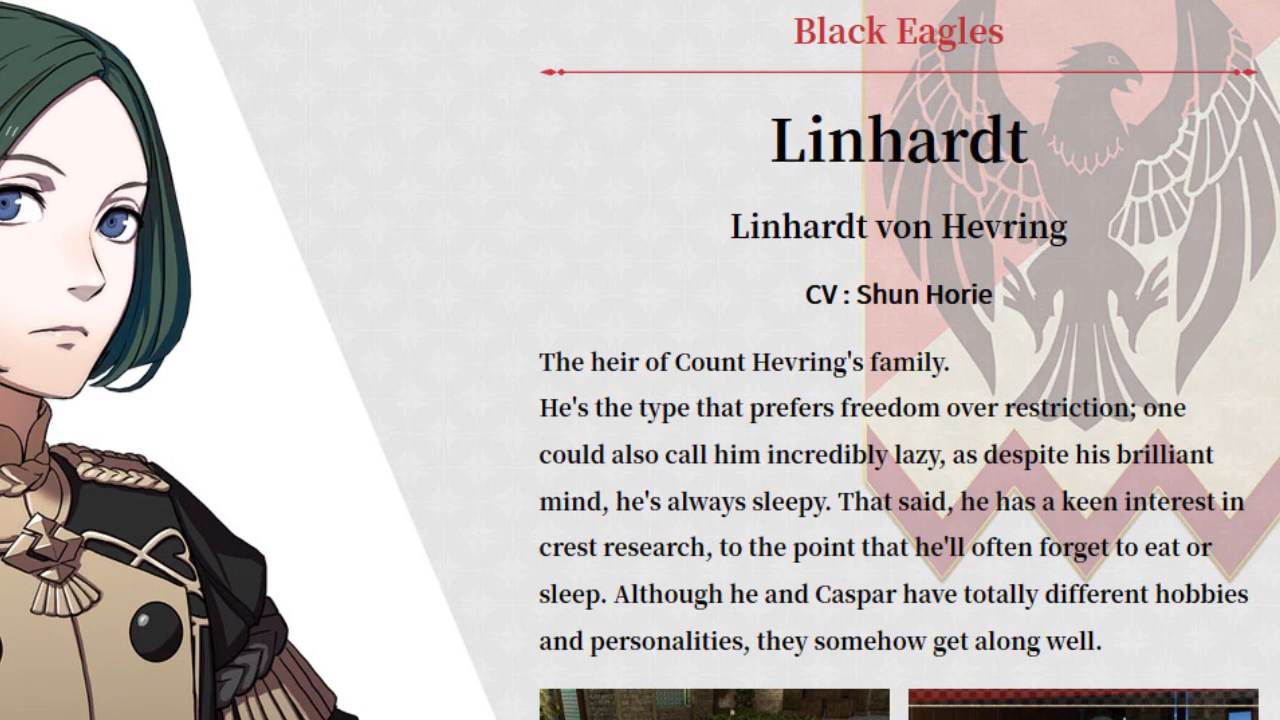 Black Eagles
Linhardt
Linhardt von Hevring
CV : Shun Horie
The heir of Count Hevring's family.
He's the type that prefers freedom over restriction; one
could also call him incredibly lazy, as despite his brilliant
mind, he's always sleepy. That said, he has a keen interest in
crest research, to the point that he'll often forget to eat or
sleep. Although he and Caspar have totally different hobbies
and personalities, they somehow get along well.